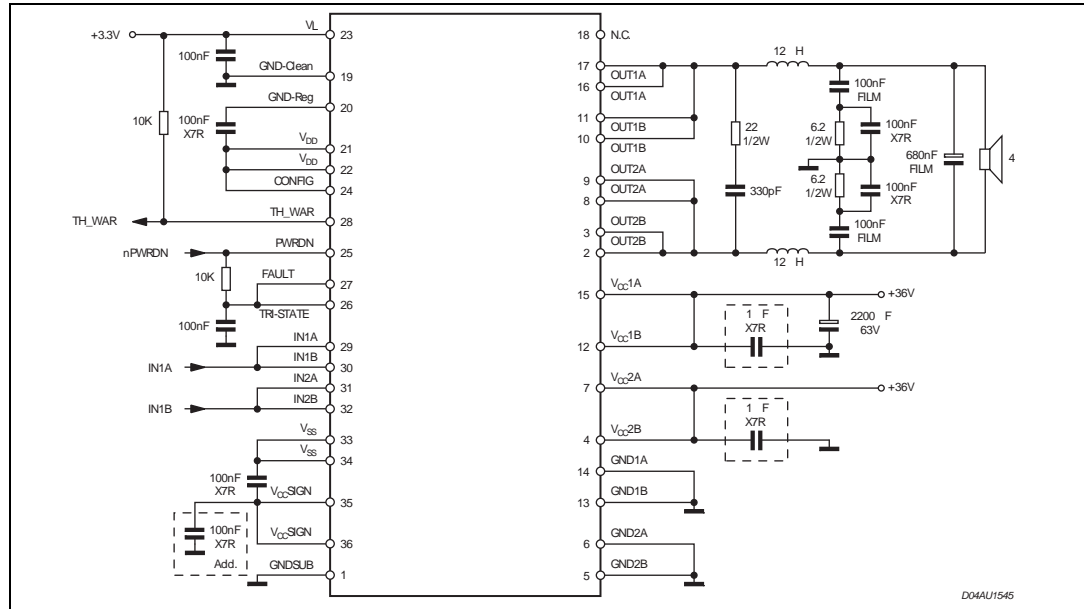 +3.3V
VL
23
100nF
GND-Clean
19
GND-Reg
20
10K
100nF
X7R
VDD
21
VDD
22
CONFIG
24
TH_WAR
TH_WAR
28
nPWRDN
PWRDN
25
10K
FAULT
27
26
TRI-STATE
100nF
IN1A
29
IN1A
IN1B
30
IN2A
31
IN1B
IN2B
32
VSS
33
VSS
34
100nF
X7R
VCCSIGN
35
100nF
X7R
Add.
VCCSIGN
36
GNDSUB
1
18
N.C.
17
OUT1A
16
OUT1A
11
OUT1B
10
OUT1B
9
OUT2A
8
OUT2A
3
OUT2B
2
OUT2B
12 H
22
1/2W
330pF
12 H
100nF
FILM
6.2
1/2W
100nF
X7R
6.2
1/2W
100nF
X7R
100nF
FILM
680nF
FILM
4
15
VCC1A
+36V
1 F
X7R
2200 F
63V
12
VCC1B
7
VCC2A
+36V
1 F
X7R
4
VCC2B
14
GND1A
13
GND1B
6
GND2A
5
GND2B
D04AU1545